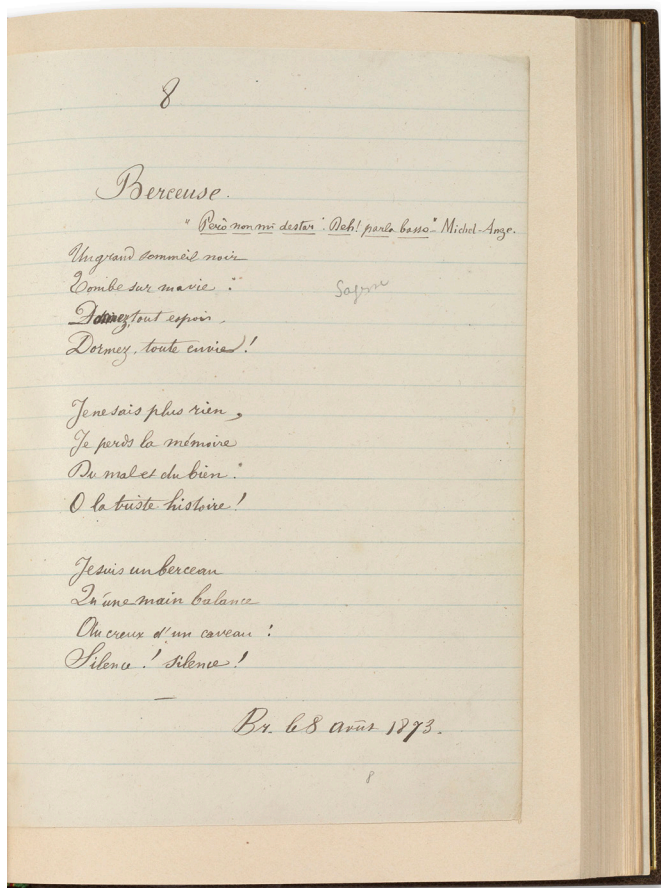 8
Berceuse.
"Però non mi destar: Deh! parla basso" Michel-Ange.
Un grand sommeil noir
Tombe sur ma vie :
Dormez, tout espoir,
Dormez, toute envie !
Je ne sais plus rien,
Je perds la mémoire
Du mal et du bien :
O la triste histoire !
Je suis un berceau
Qu'une main balance
Au creux d'un caveau :
Silence ! silence !
Br. le 8 août 1873.
8